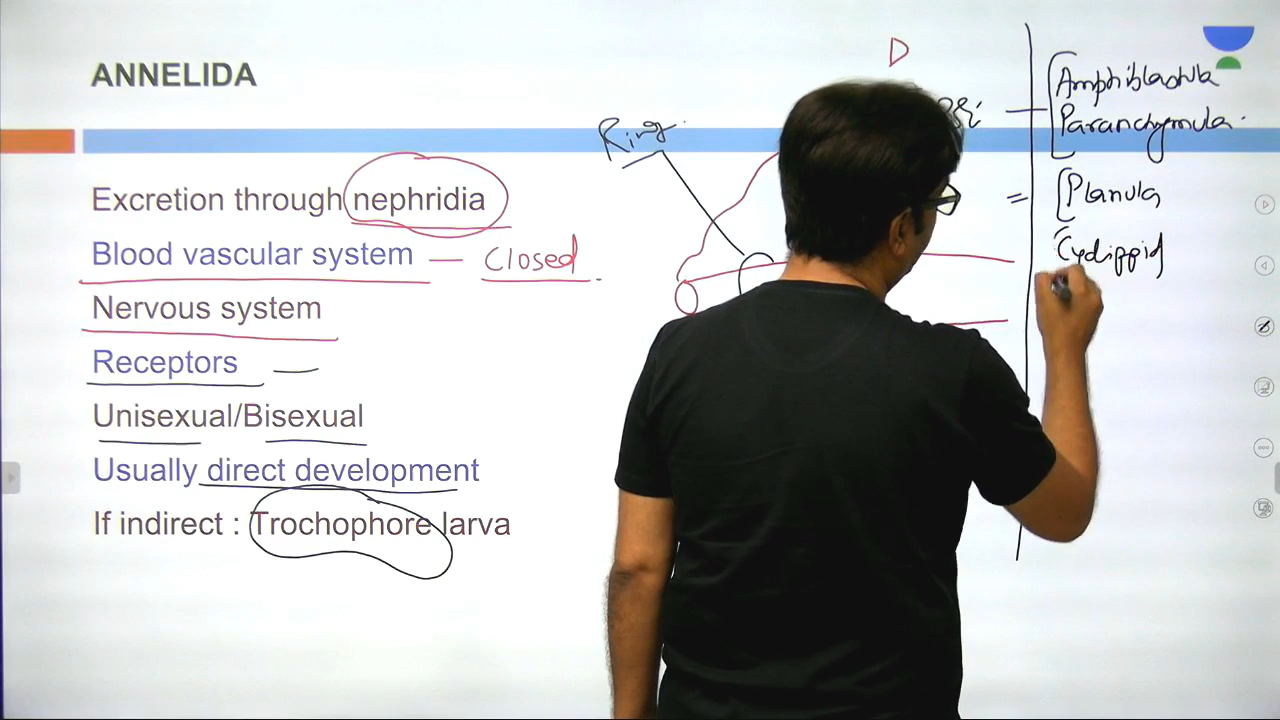 ANNELIDA
Excretion through nephridia
Blood vascular system — Closed
Nervous system
Receptors —
Unisexual/Bisexual
Usually direct development
If indirect : Trochophore larva
D
Ring
Amphiblastula
Paranchymula
= Planula
Cydippid